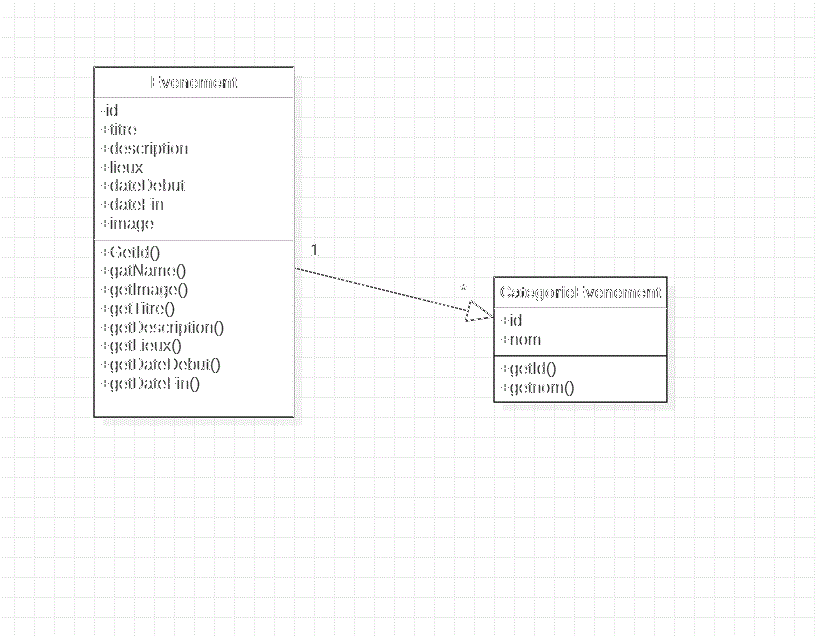 Evenement
+id
+titre
+description
+lieux
+dateDebut
+dateFin
+image
+GetId()
+gatName()
+getImage()
+getTitre()
+getDescription()
+getLieux()
+getDateDebut()
+getDateFin()
1
*
CategorieEvenement
+id
+nom
+getId()
+getnom()